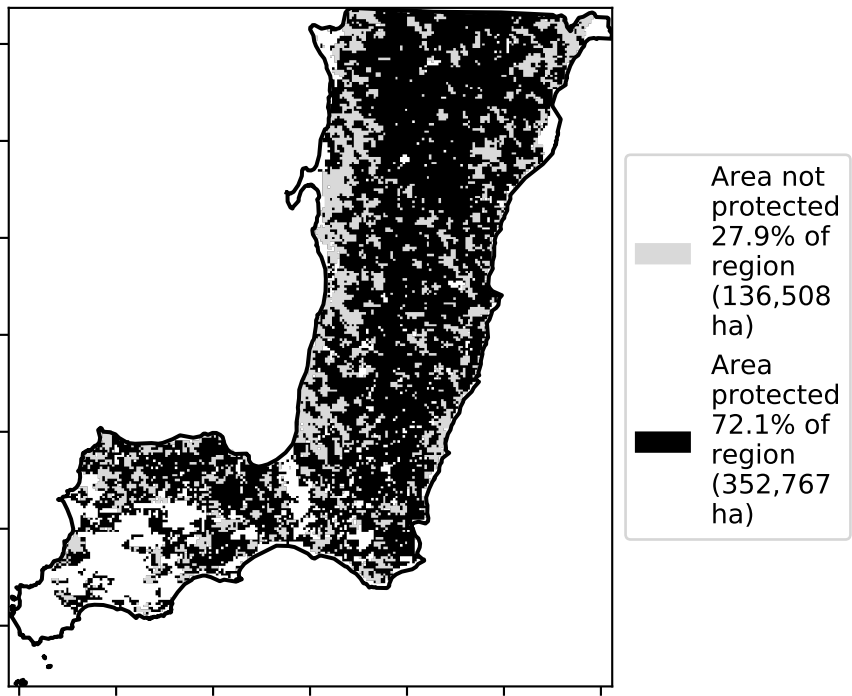 Area not
protected
27.9% of
region
(136,508
ha)
Area
protected
72.1% of
region
(352,767
ha)